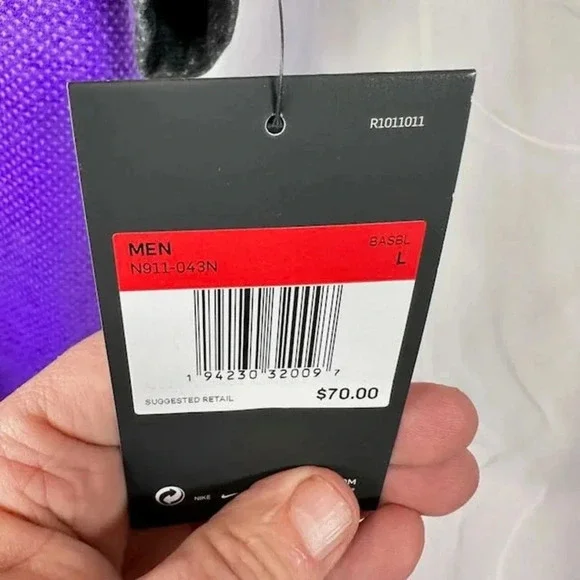 R1011011
MEN BASBL
N911-043N L
1 94230 32009 7
SUGGESTED RETAIL $70.00
NIKE